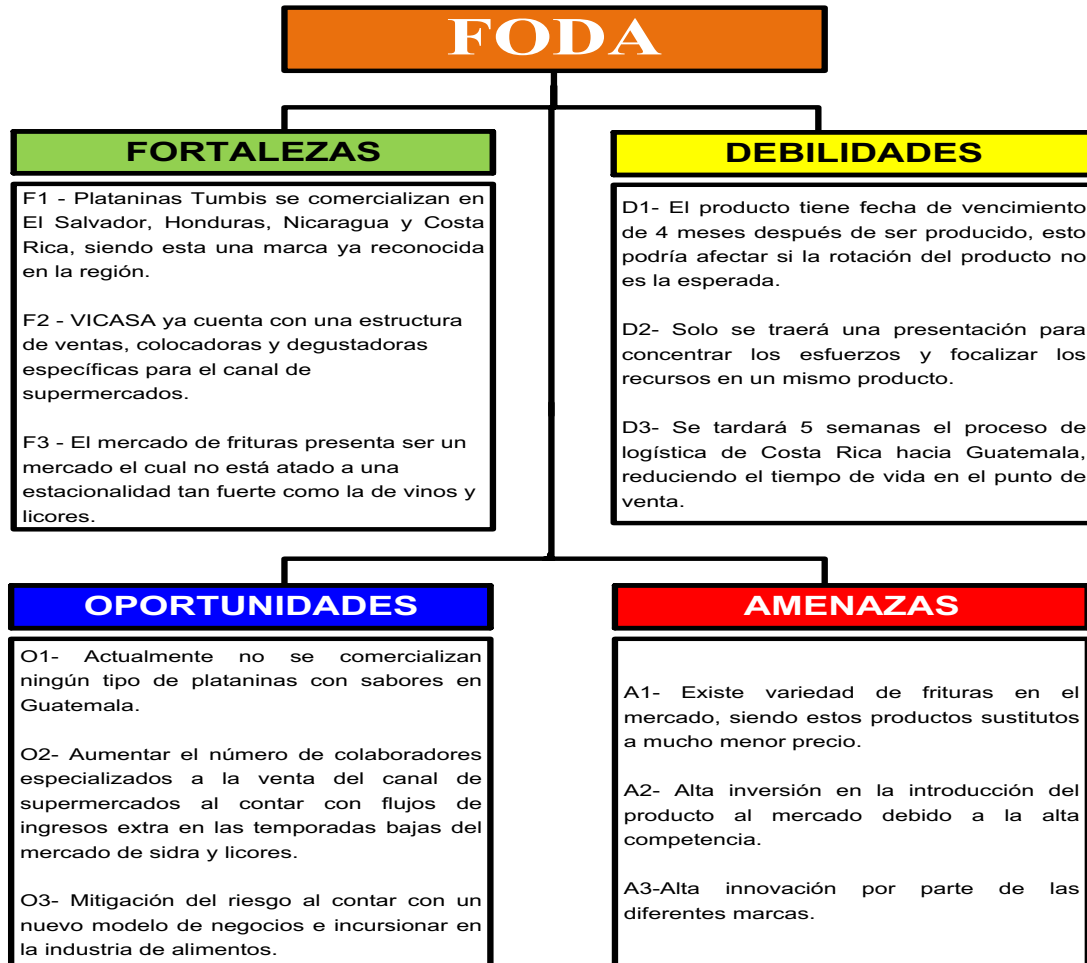 FODA
FORTALEZAS
F1 - Plataninas Tumbis se comercializan en
El Salvador, Honduras, Nicaragua y Costa
Rica, siendo esta una marca ya reconocida
en la región.
F2 - VICASA ya cuenta con una estructura
de ventas, colocadoras y degustadoras
específicas para el canal de
supermercados.
F3 - El mercado de frituras presenta ser un
mercado el cual no está atado a una
estacionalidad tan fuerte como la de vinos y
licores.
DEBILIDADES
D1- El producto tiene fecha de vencimiento
de 4 meses después de ser producido, esto
podría afectar si la rotación del producto no
es la esperada.
D2- Solo se traerá una presentación para
concentrar los esfuerzos y focalizar los
recursos en un mismo producto.
D3- Se tardará 5 semanas el proceso de
logística de Costa Rica hacia Guatemala,
reduciendo el tiempo de vida en el punto de
venta.
OPORTUNIDADES
O1- Actualmente no se comercializan
ningún tipo de plataninas con sabores en
Guatemala.
O2- Aumentar el número de colaboradores
especializados a la venta del canal de
supermercados al contar con flujos de
ingresos extra en las temporadas bajas del
mercado de sidra y licores.
O3- Mitigación del riesgo al contar con un
nuevo modelo de negocios e incursionar en
la industria de alimentos.
AMENAZAS
A1- Existe variedad de frituras en el
mercado, siendo estos productos sustitutos
a mucho menor precio.
A2- Alta inversión en la introducción del
producto al mercado debido a la alta
competencia.
A3-Alta innovación por parte de las
diferentes marcas.